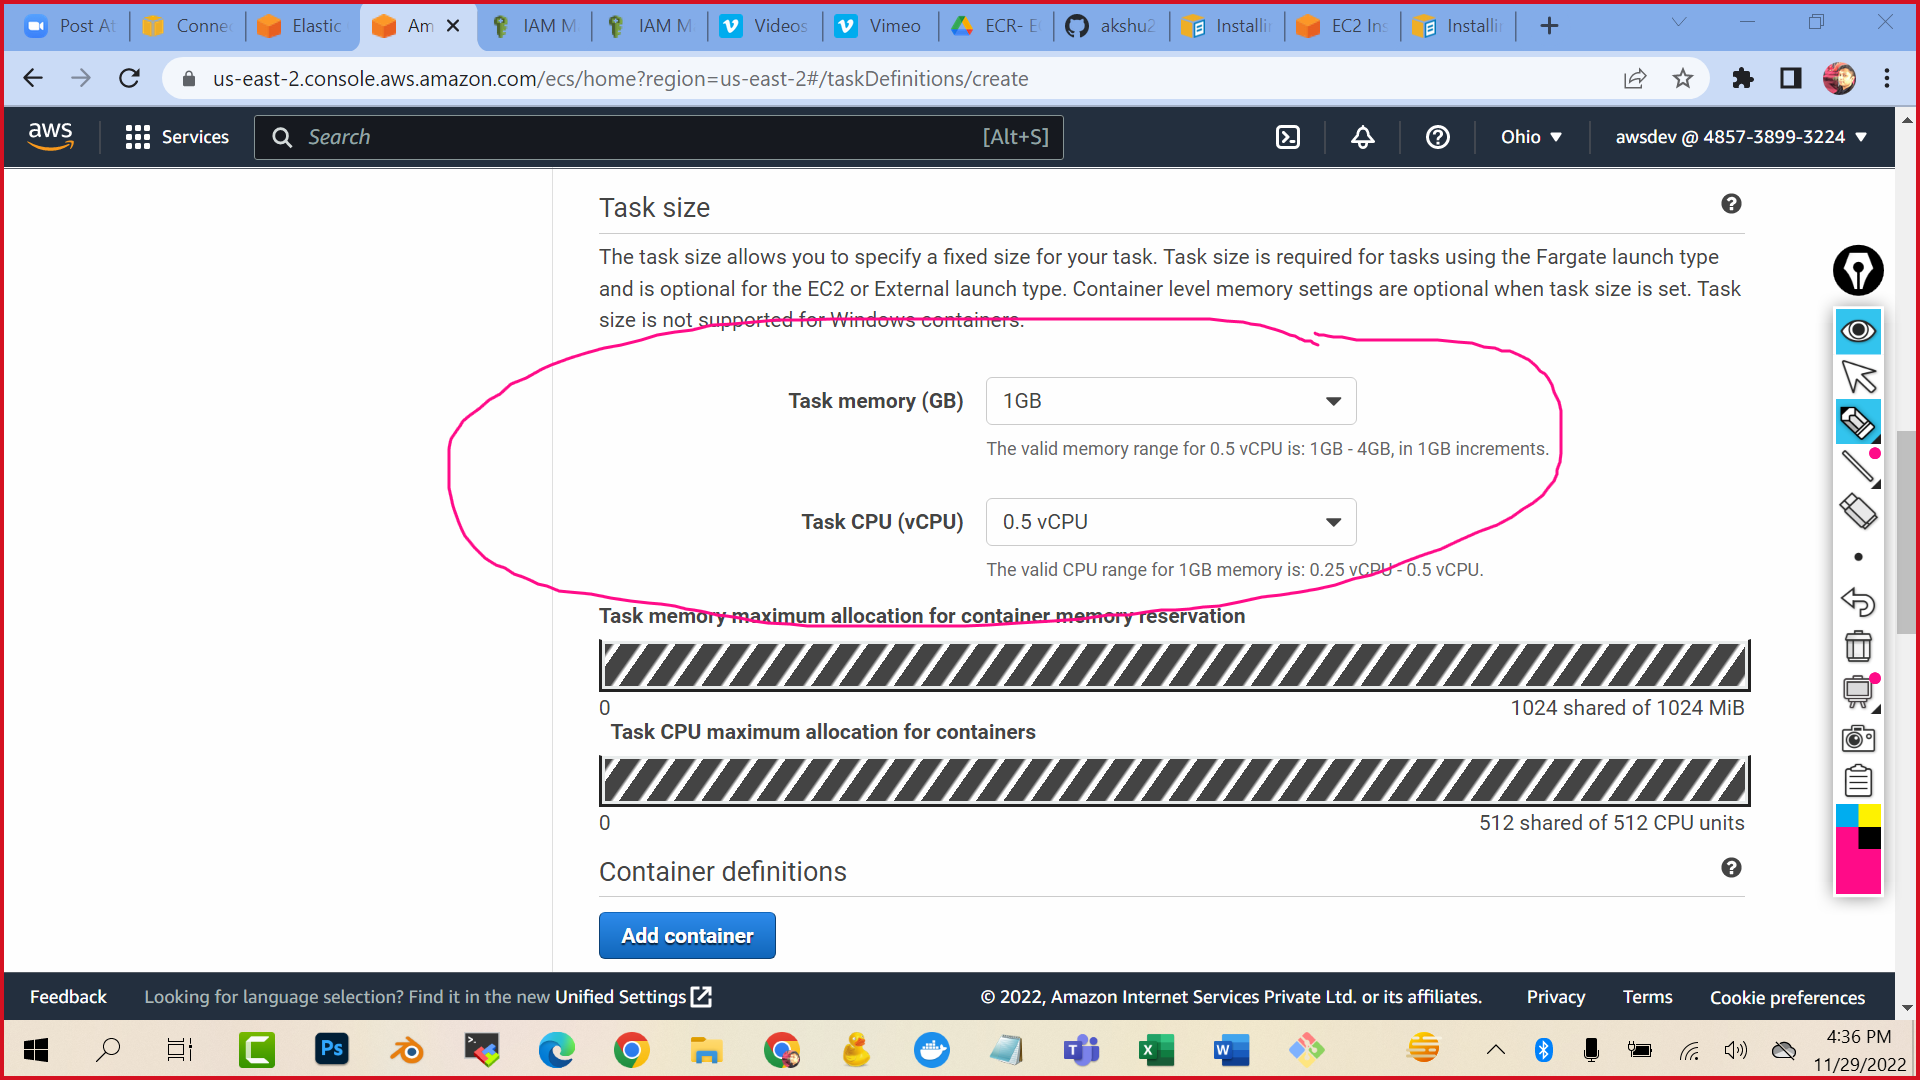 Post At
Conne
Elastic
Am
IAM M
IAM M
Videos
Vimeo
ECR- E
akshu2
Installin
EC2 Ins
Installin
us-east-2.console.aws.amazon.com/ecs/home?region=us-east-2#/taskDefinitions/create
aws
Services
Search
[Alt+S]
Ohio
awsdev @ 4857-3899-3224
Task size
The task size allows you to specify a fixed size for your task. Task size is required for tasks using the Fargate launch type
and is optional for the EC2 or External launch type. Container level memory settings are optional when task size is set. Task
size is not supported for Windows containers.
Task memory (GB)
1GB
The valid memory range for 0.5 vCPU is: 1GB - 4GB, in 1GB increments.
Task CPU (vCPU)
0.5 vCPU
The valid CPU range for 1GB memory is: 0.25 vCPU - 0.5 vCPU.
Task memory maximum allocation for container memory reservation
0
1024 shared of 1024 MiB
Task CPU maximum allocation for containers
0
512 shared of 512 CPU units
Container definitions
Add container
Feedback
Looking for language selection? Find it in the new Unified Settings
© 2022, Amazon Internet Services Private Ltd. or its affiliates.
Privacy
Terms
Cookie preferences
Ps
4:36 PM
11/29/2022